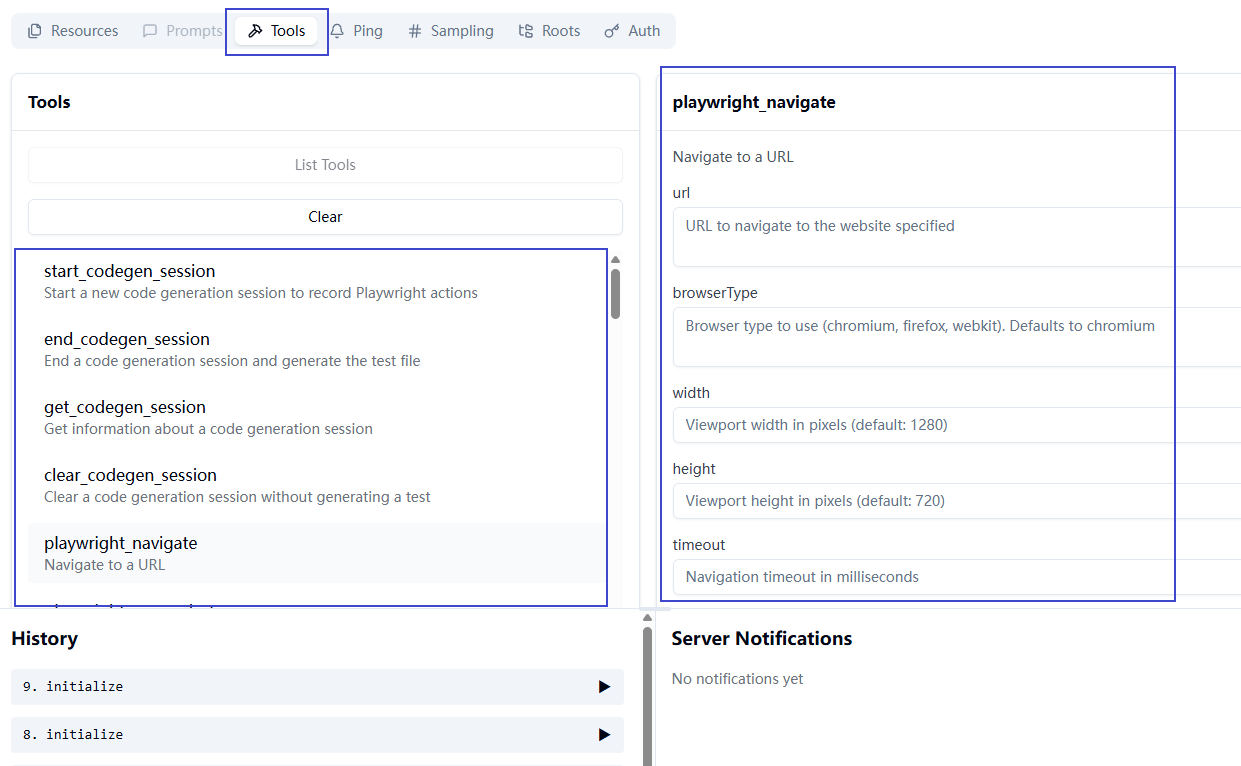 Resources Prompts Tools Ping Sampling Roots Auth
Tools
List Tools
Clear
start_codegen_session
Start a new code generation session to record Playwright actions
end_codegen_session
End a code generation session and generate the test file
get_codegen_session
Get information about a code generation session
clear_codegen_session
Clear a code generation session without generating a test
playwright_navigate
Navigate to a URL
playwright_navigate
Navigate to a URL
url
URL to navigate to the website specified
browserType
Browser type to use (chromium, firefox, webkit). Defaults to chromium
width
Viewport width in pixels (default: 1280)
height
Viewport height in pixels (default: 720)
timeout
Navigation timeout in milliseconds
History
9. initialize
8. initialize
Server Notifications
No notifications yet